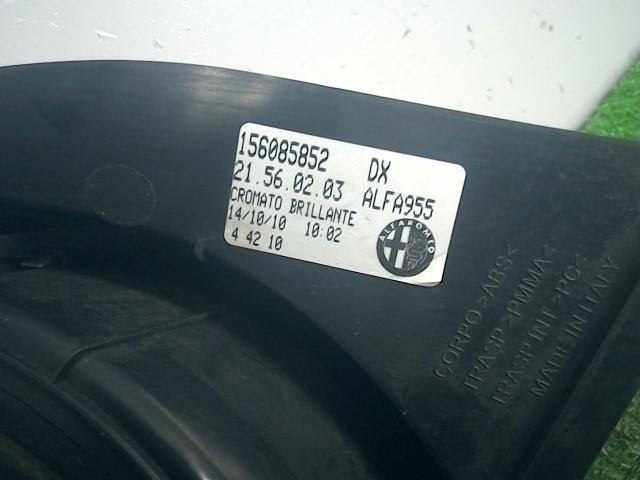 156085852 DX
21.56.02.03 ALFA955
CROMATO BRILLANTE
14/10/10 10:02
4 42 10
ALFA ROMEO
CORPO >ABS<
TRASP >PMMA<
TRASP INT >PC<
MADE IN ITALY